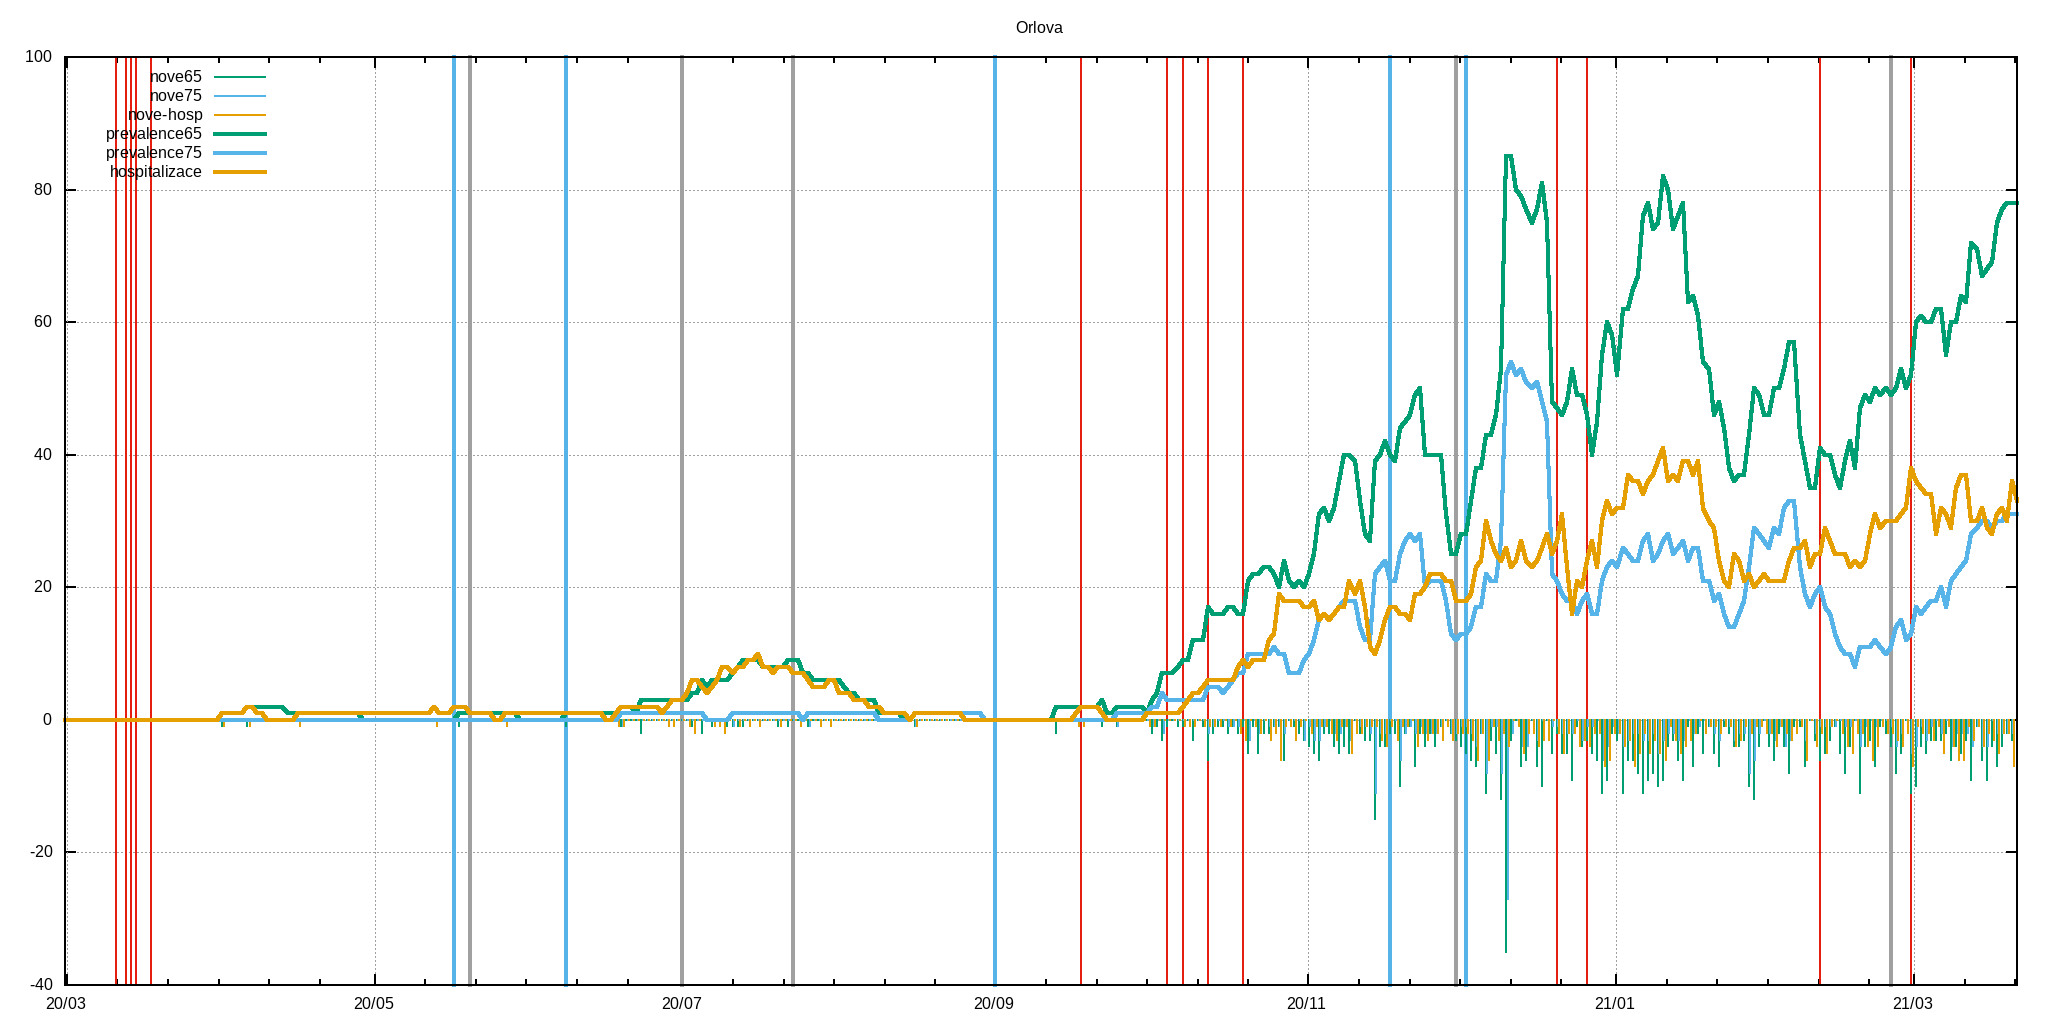 Orlova
100
nove65
nove75
nove-hosp
prevalence65
prevalence75
hospitalizace
80
60
40
20
0
-20
-40
20/03 20/05 20/07 20/09 20/11 21/01 21/03